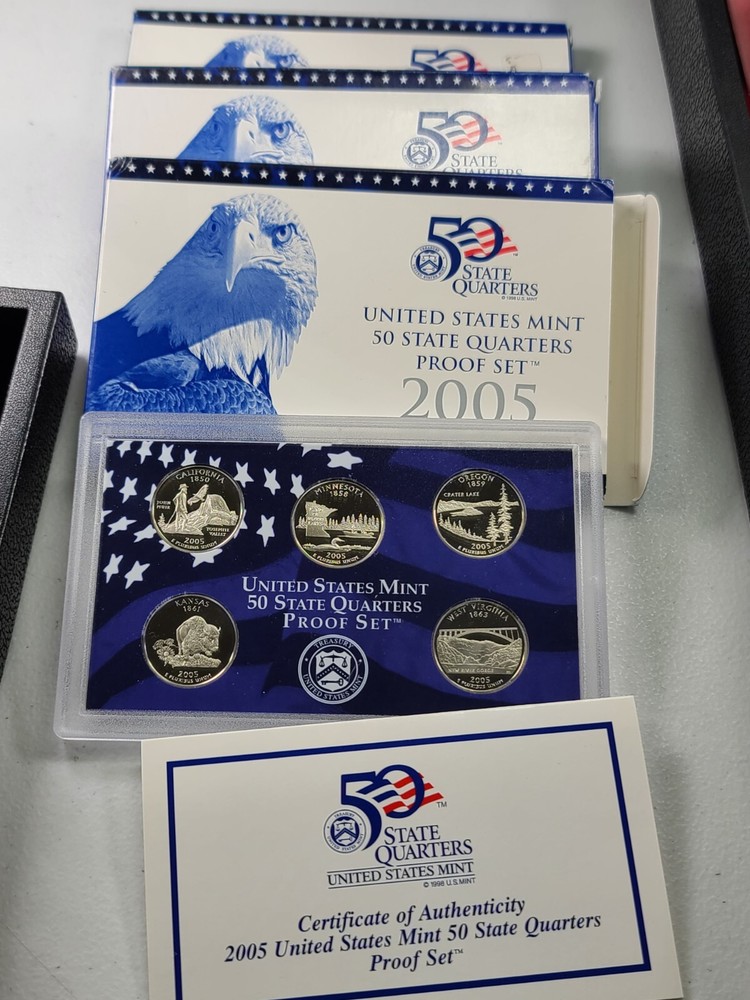 50
50
STATE
QUARTERS
50
STATE
QUARTERS
© 1998 U.S. MINT
UNITED STATES MINT
50 STATE QUARTERS
PROOF SET™
2005
CALIFORNIA
1850
JOHN
MUIR
YOSEMITE
VALLEY
2005
E PLURIBUS UNUM
MINNESOTA
1858
2005
E PLURIBUS UNUM
OREGON
1859
CRATER LAKE
2005
E PLURIBUS UNUM
KANSAS
1861
2005
E PLURIBUS UNUM
UNITED STATES MINT
50 STATE QUARTERS
PROOF SET™
TREASURY
UNITED STATES MINT
WEST VIRGINIA
1863
NEW RIVER GORGE
2005
E PLURIBUS UNUM
50
TM
STATE
QUARTERS
UNITED STATES MINT
© 1998 U.S. MINT
Certificate of Authenticity
2005 United States Mint 50 State Quarters
Proof Set™